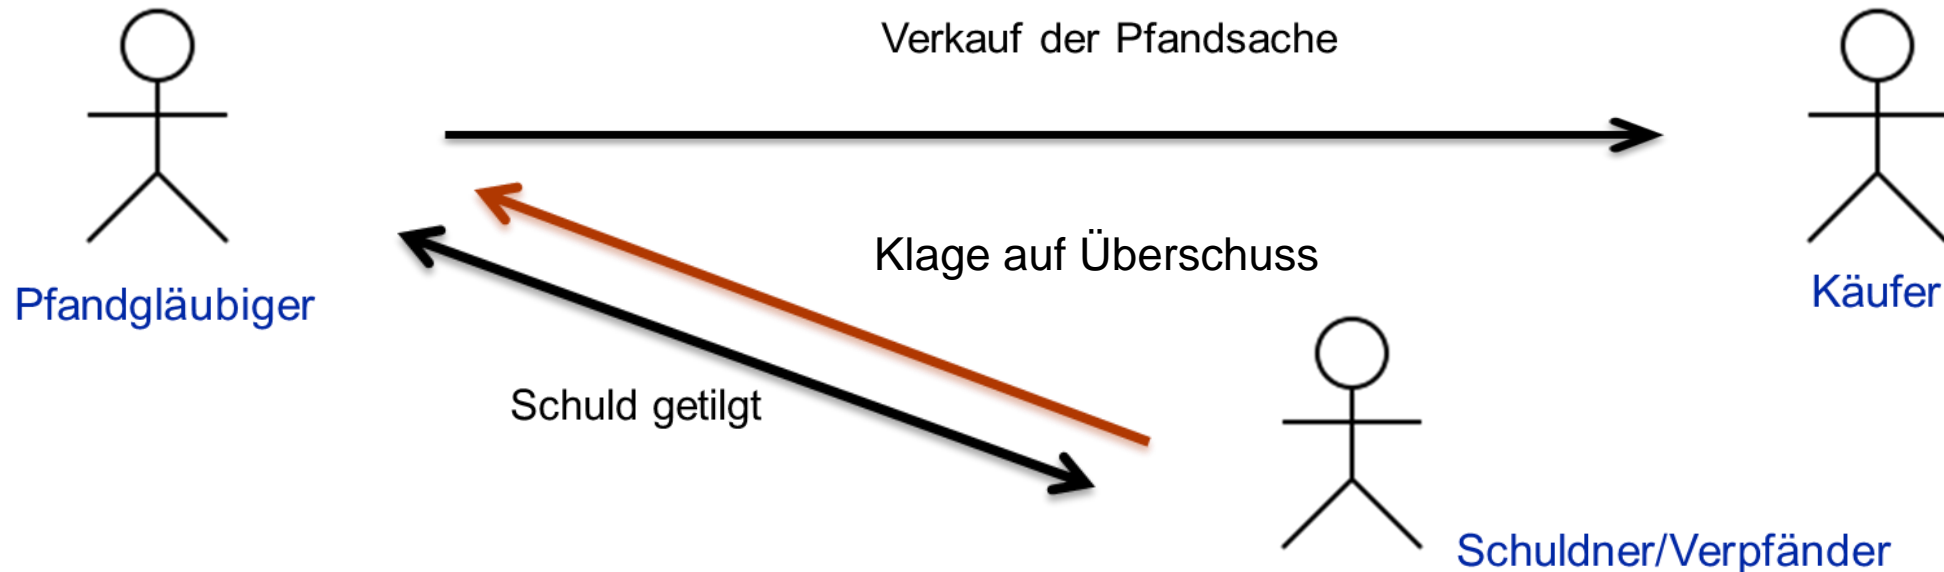 Verkauf der Pfandsache
Klage auf Überschuss
Pfandgläubiger
Käufer
Schuld getilgt
Schuldner/Verpfänder